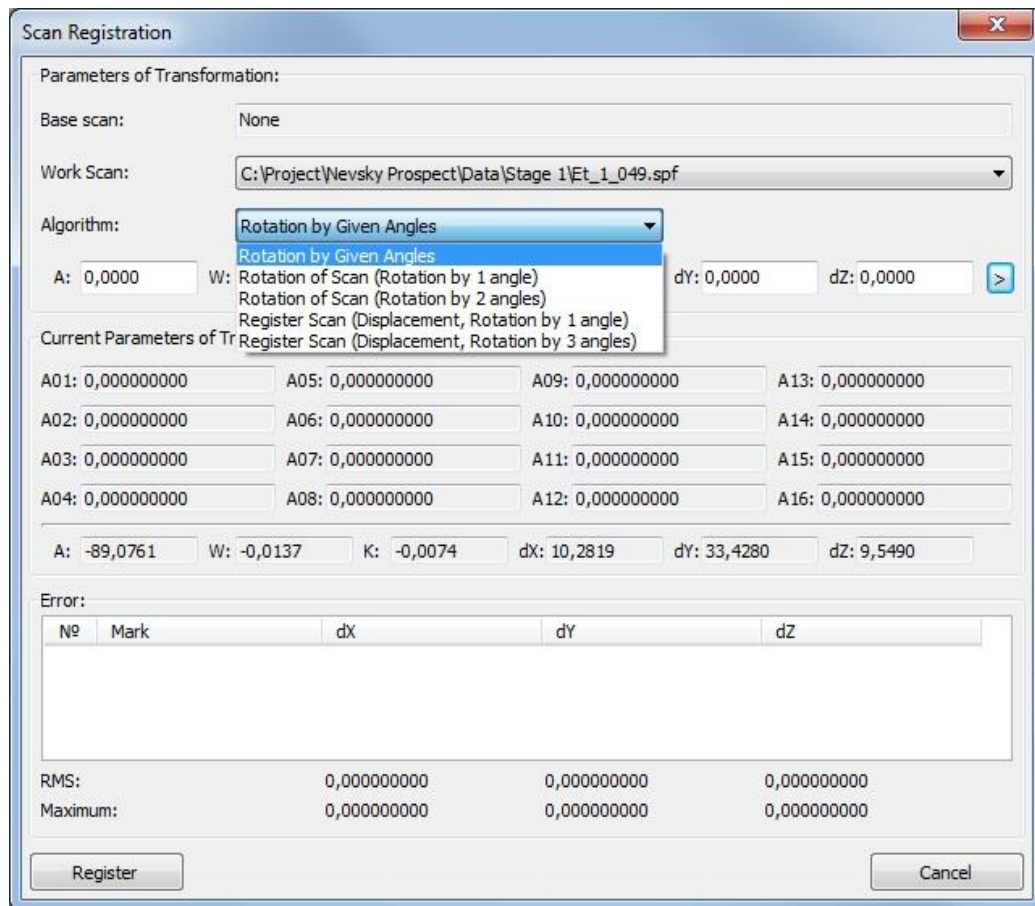 Scan Registration
Parameters of Transformation:
Base scan: None
Work Scan: C:\Project\Nevsky Prospect\Data\Stage 1\Et_1_049.spf
Algorithm: Rotation by Given Angles
Rotation by Given Angles
A: 0,0000 W: Rotation of Scan (Rotation by 1 angle) dY: 0,0000 dZ: 0,0000 >
Rotation of Scan (Rotation by 2 angles)
Register Scan (Displacement, Rotation by 1 angle)
Current Parameters of Tr Register Scan (Displacement, Rotation by 3 angles)
A01: 0,000000000 A05: 0,000000000 A09: 0,000000000 A13: 0,000000000
A02: 0,000000000 A06: 0,000000000 A10: 0,000000000 A14: 0,000000000
A03: 0,000000000 A07: 0,000000000 A11: 0,000000000 A15: 0,000000000
A04: 0,000000000 A08: 0,000000000 A12: 0,000000000 A16: 0,000000000
A: -89,0761 W: -0,0137 K: -0,0074 dX: 10,2819 dY: 33,4280 dZ: 9,5490
Error:
Nº Mark dX dY dZ
RMS: 0,000000000 0,000000000 0,000000000
Maximum: 0,000000000 0,000000000 0,000000000
Register Cancel